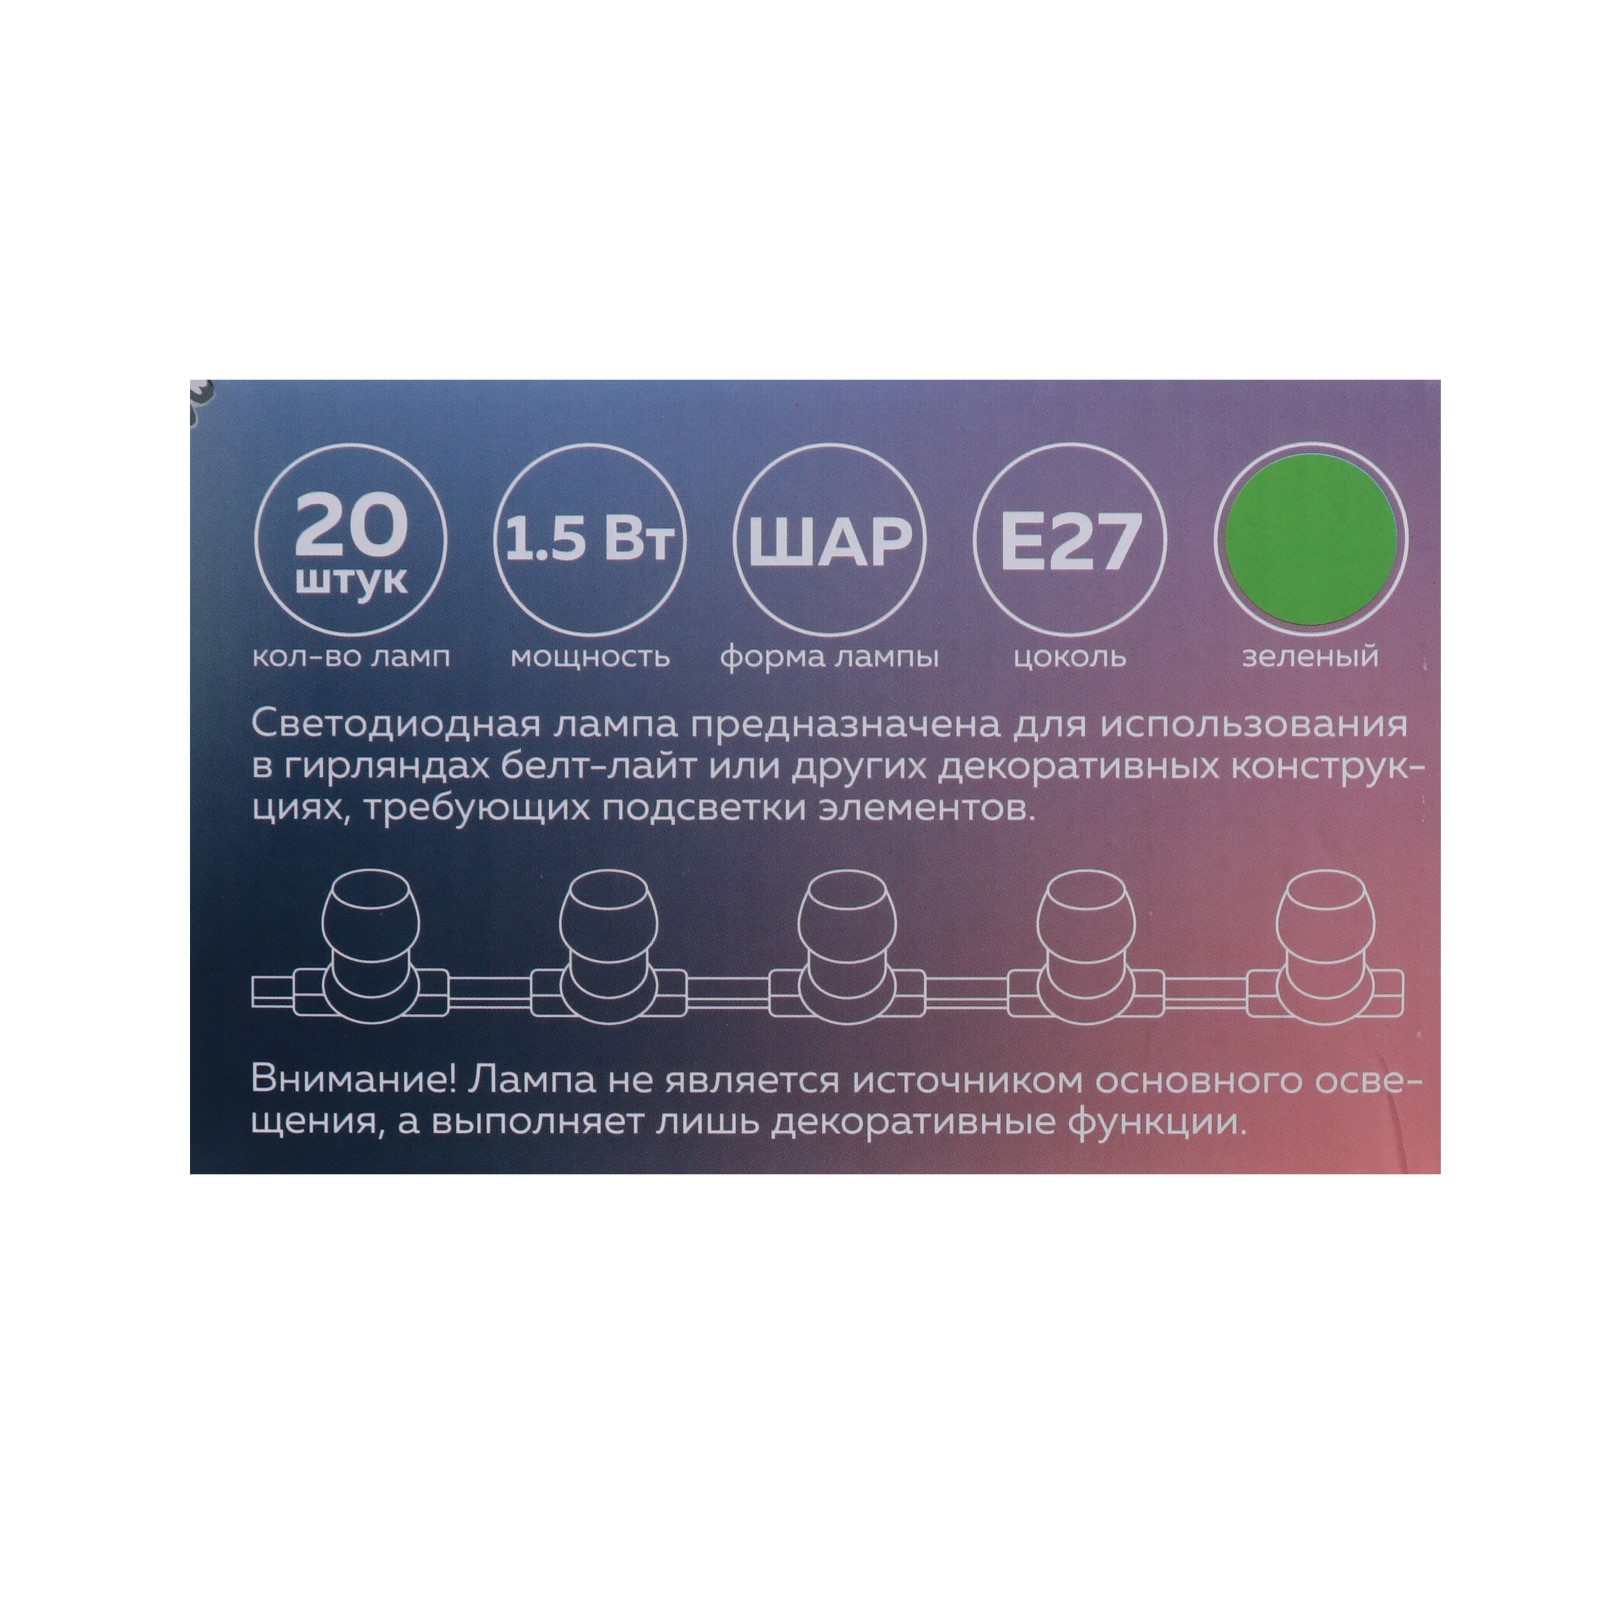 20
штук
кол-во ламп
1.5 Вт
мощность
ШАР
форма лампы
E27
цоколь
зеленый
Светодиодная лампа предназначена для использования
в гирляндах белт-лайт или других декоративных конструк-
циях, требующих подсветки элементов.
Внимание! Лампа не является источником основного осве-
щения, а выполняет лишь декоративные функции.